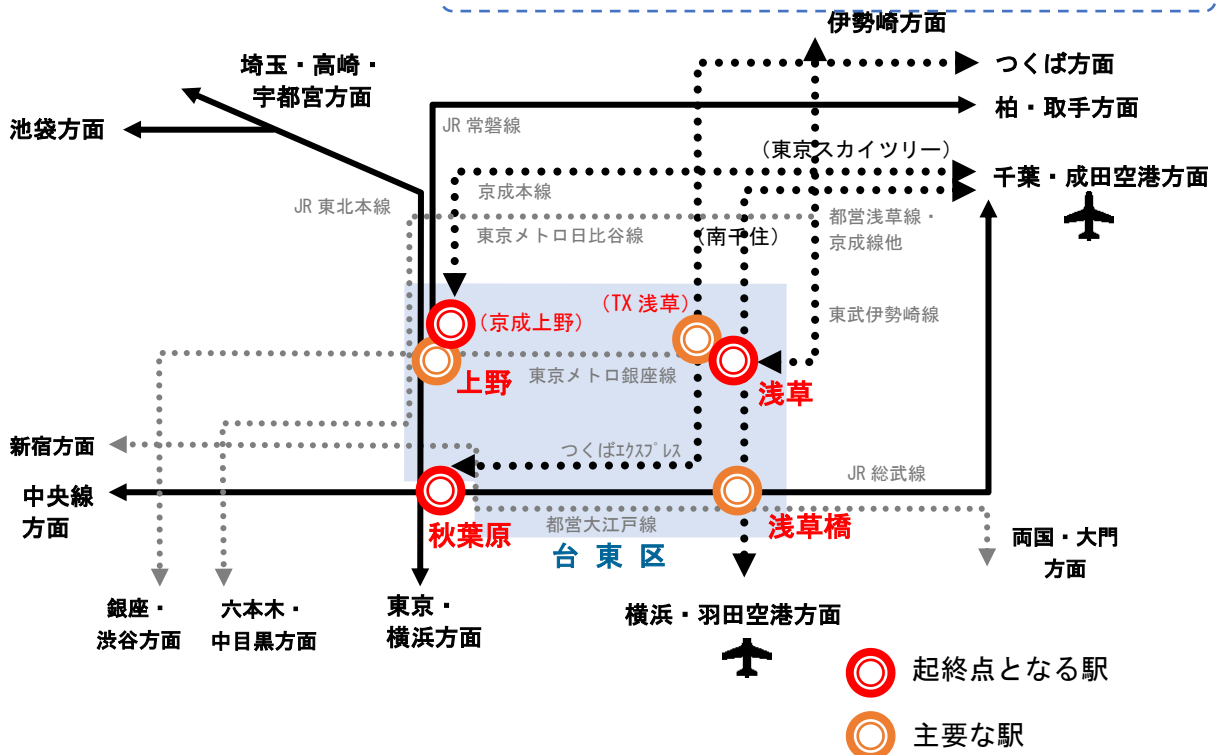 伊勢崎方面
埼玉・高崎・
宇都宮方面
つくば方面
柏・取手方面
池袋方面
JR 常磐線
(東京スカイツリー)
千葉・成田空港方面
京成本線
JR 東北本線
都営浅草線・
京成線他
東京メトロ日比谷線
(南千住)
(TX 浅草)
東武伊勢崎線
(京成上野)
上野
東京メトロ銀座線
浅草
新宿方面
つくばエクスプレス
JR 総武線
中央線
方面
秋葉原
都営大江戸線
浅草橋
台東区
両国・大門
方面
銀座・
渋谷方面
六本木・
中目黒方面
東京・
横浜方面
横浜・羽田空港方面
起終点となる駅
主要な駅